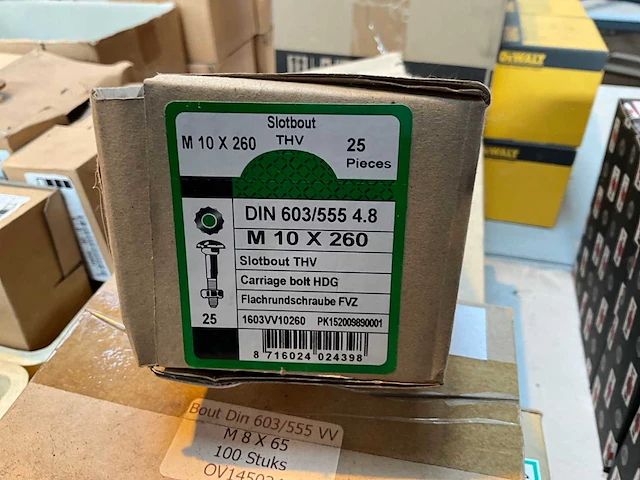 DEWALT
DEWALT
Slotbout
M 10 X 260 THV 25
Pieces
DIN 603/555 4.8
M 10 X 260
Slotbout THV
Carriage bolt HDG
Flachrundschraube FVZ
25 1603VV10260 PK152009890001
8 716024 024398
Bout Din 603/555 VV
M 8 X 65
100 Stuks